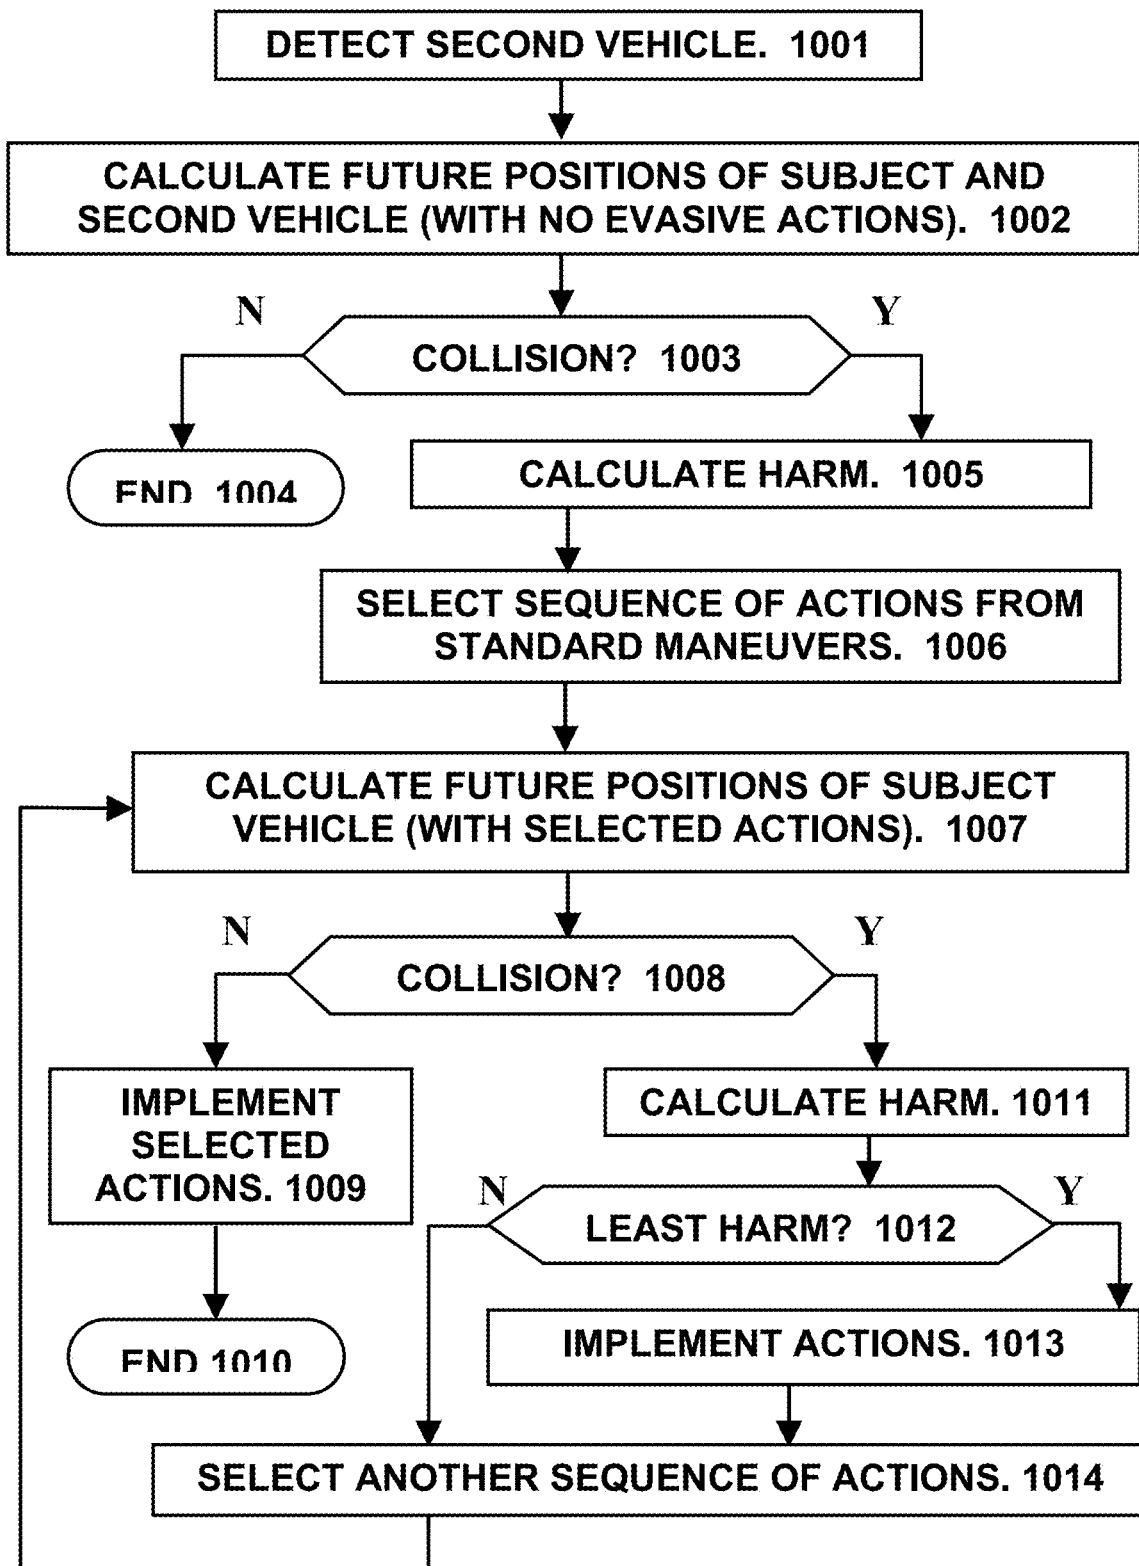 DETECT SECOND VEHICLE. 1001
CALCULATE FUTURE POSITIONS OF SUBJECT AND
SECOND VEHICLE (WITH NO EVASIVE ACTIONS). 1002
N
Y
COLLISION? 1003
END 1004
CALCULATE HARM. 1005
SELECT SEQUENCE OF ACTIONS FROM
STANDARD MANEUVERS. 1006
CALCULATE FUTURE POSITIONS OF SUBJECT
VEHICLE (WITH SELECTED ACTIONS). 1007
N
Y
COLLISION? 1008
IMPLEMENT
SELECTED
ACTIONS. 1009
CALCULATE HARM. 1011
N
Y
LEAST HARM? 1012
END 1010
IMPLEMENT ACTIONS. 1013
SELECT ANOTHER SEQUENCE OF ACTIONS. 1014